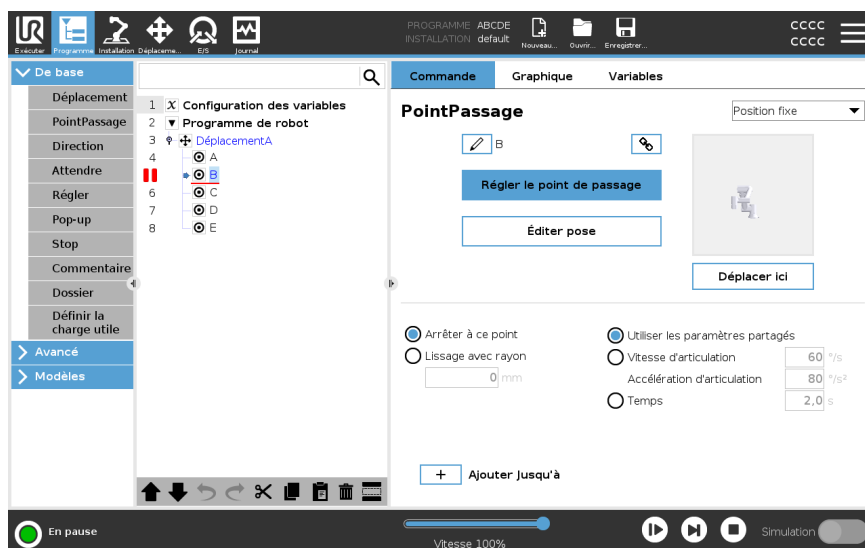 PROGRAMME ABCDE
INSTALLATION default
Exécuter Programme Installation Déplaceme... E/S Journal
Nouveau... Ouvrir... Enregistrer...
CCCC
CCCC
De base
Déplacement
PointPassage
Direction
Attendre
Régler
Pop-up
Stop
Commentaire
Dossier
Définir la
charge utile
Avancé
Modèles
1 x Configuration des variables
2 Programme de robot
3 DéplacementA
4 A
B
6 C
7 D
8 E
Commande Graphique Variables
PointPassage
Position fixe
B
Régler le point de passage
Éditer pose
Déplacer ici
Arrêter à ce point
Lissage avec rayon
0 mm
Utiliser les paramètres partagés
Vitesse d'articulation 60 °/s
Accélération d'articulation 80 °/s²
Temps 2,0 s
+ Ajouter Jusqu'à
En pause
Vitesse 100%
Simulation